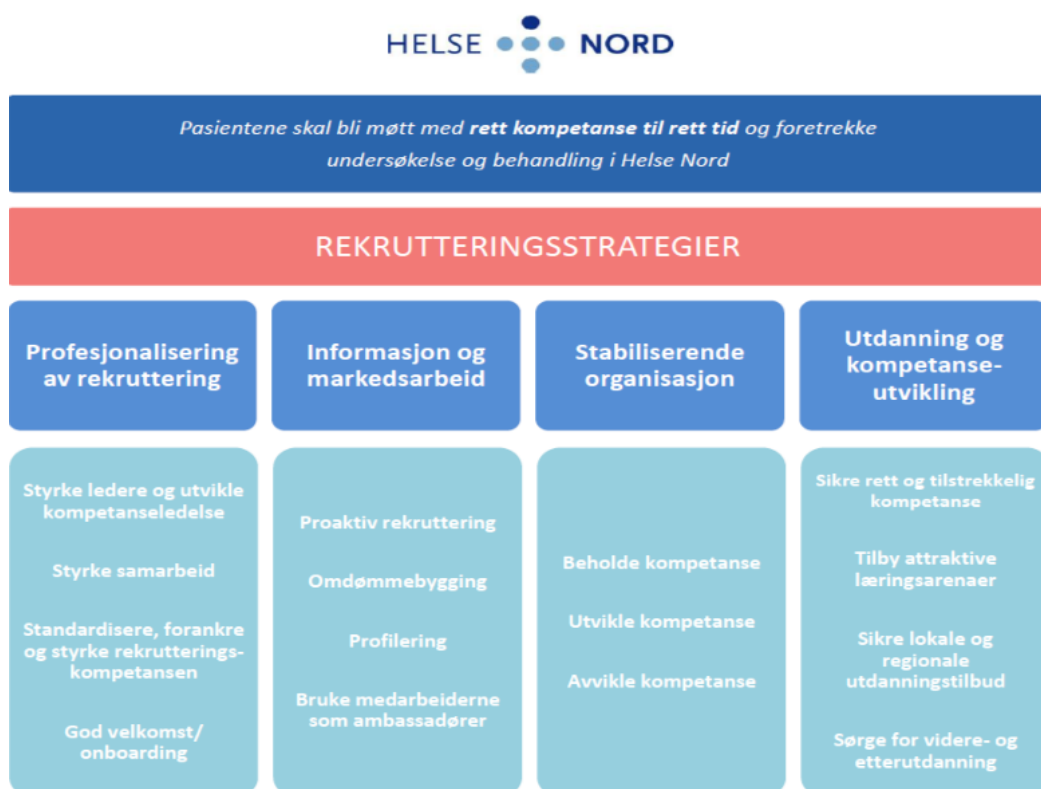 HELSE NORD
Pasientene skal bli møtt med rett kompetanse til rett tid og foretrekke
undersøkelse og behandling i Helse Nord
REKRUTTERINGSSTRATEGIER
Profesjonalisering
av rekruttering
Styrke ledere og utvikle
kompetanseledelse
Styrke samarbeid
Standardisere, forankre
og styrke rekrutterings-
kompetansen
God velkomst/
onboarding
Informasjon og
markedsarbeid
Proaktiv rekruttering
Omdømmebygging
Profilering
Bruke medarbeiderne
som ambassadører
Stabiliserende
organisasjon
Beholde kompetanse
Utvikle kompetanse
Avvikle kompetanse
Utdanning og
kompetanse-
utvikling
Sikre rett og tilstrekkelig
kompetanse
Tilby attraktive
læringsarenaer
Sikre lokale og
regionale
utdanningstilbud
Sørge for videre- og
etterutdanning